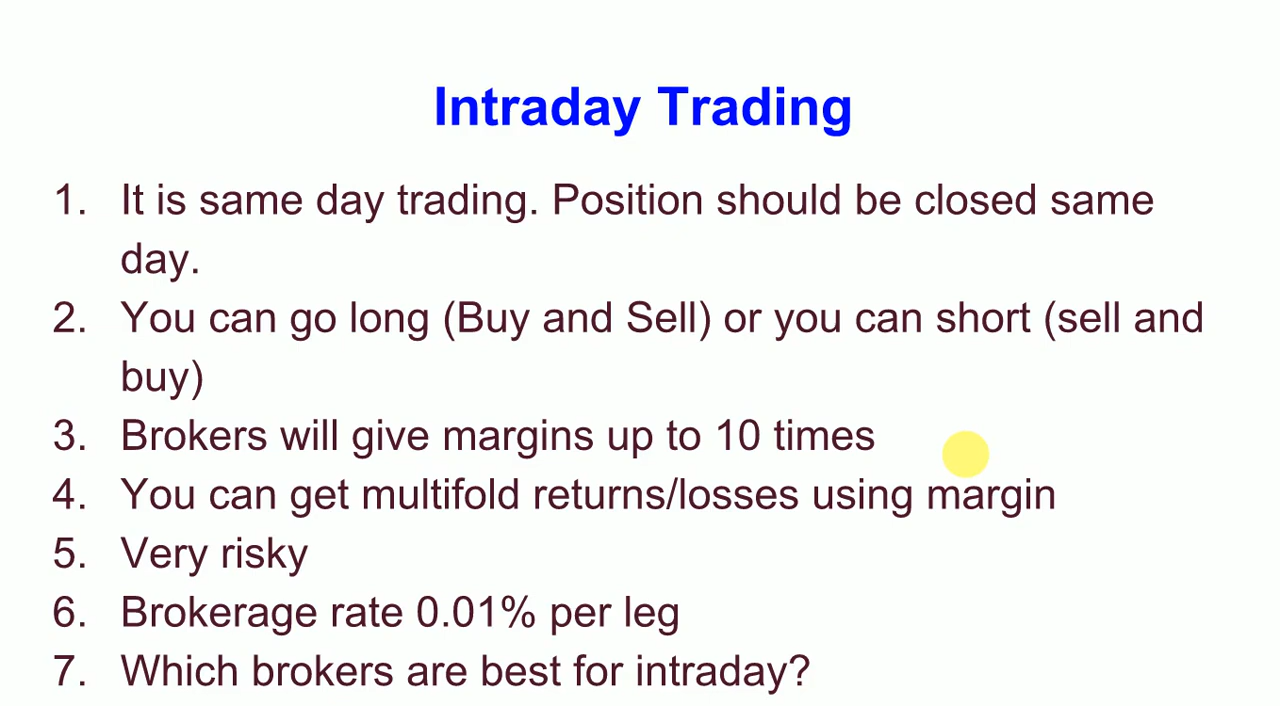 Intraday Trading
1. It is same day trading. Position should be closed same
day.
2. You can go long (Buy and Sell) or you can short (sell and
buy)
3. Brokers will give margins up to 10 times
4. You can get multifold returns/losses using margin
5. Very risky
6. Brokerage rate 0.01% per leg
7. Which brokers are best for intraday?